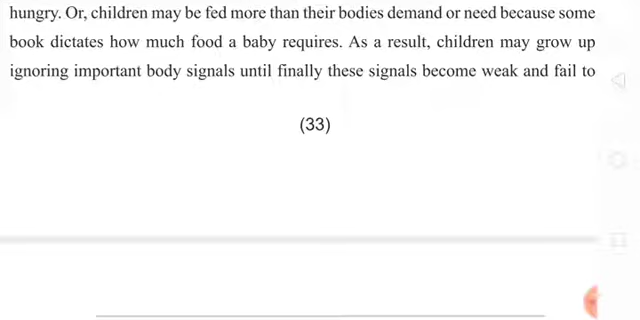 hungry. Or, children may be fed more than their bodies demand or need because some
book dictates how much food a baby requires. As a result, children may grow up
ignoring important body signals until finally these signals become weak and fail to
(33)